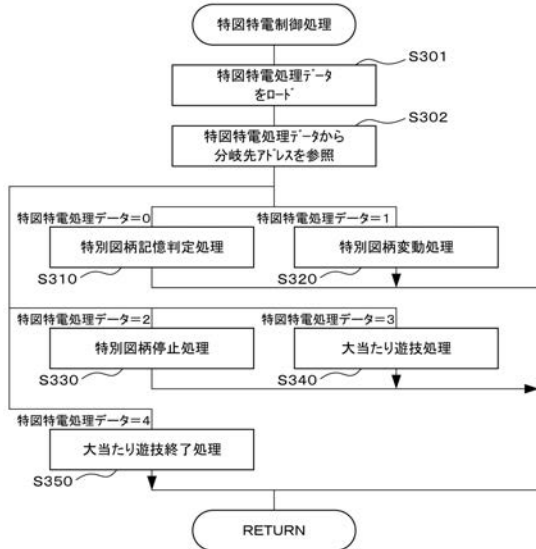 特図特電制御処理
S301
特図特電処理データ
をロード
S302
特図特電処理データから
分岐先アドレスを参照
特図特電処理データ=0
特図特電処理データ=1
特別図柄記憶判定処理
特別図柄変動処理
S310
S320
特図特電処理データ=2
特図特電処理データ=3
特別図柄停止処理
大当たり遊技処理
S330
S340
特図特電処理データ=4
大当たり遊技終了処理
S350
RETURN